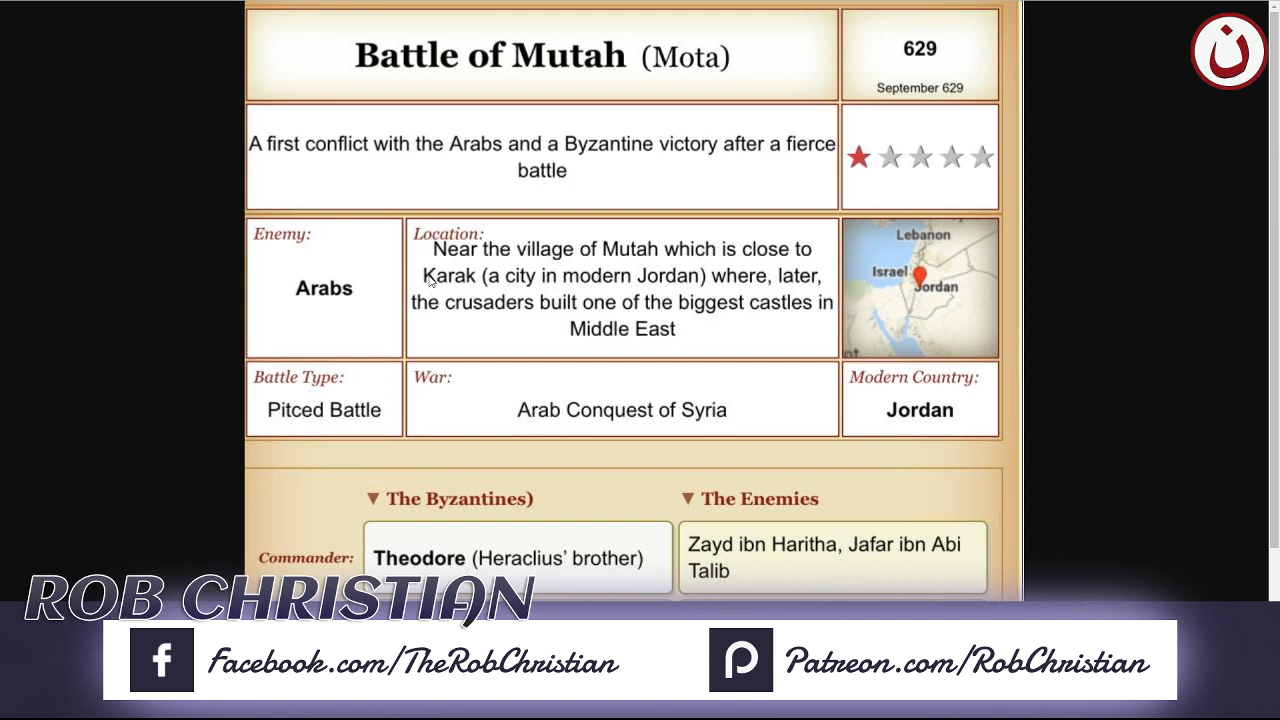 Battle of Mutah (Mota)
629
September 629
A first conflict with the Arabs and a Byzantine victory after a fierce
battle
Enemy:
Arabs
Location:
Near the village of Mutah which is close to
Karak (a city in modern Jordan) where, later,
the crusaders built one of the biggest castles in
Middle East
Lebanon
Israel
Jordan
Battle Type:
Pitced Battle
War:
Arab Conquest of Syria
Modern Country:
Jordan
▼ The Byzantines)
▼ The Enemies
Commander:
Theodore (Heraclius’ brother)
Zayd ibn Haritha, Jafar ibn Abi
Talib
ROB CHRISTIAN
f
Facebook.com/TheRobChristian
Patreon.com/RobChristian
ن